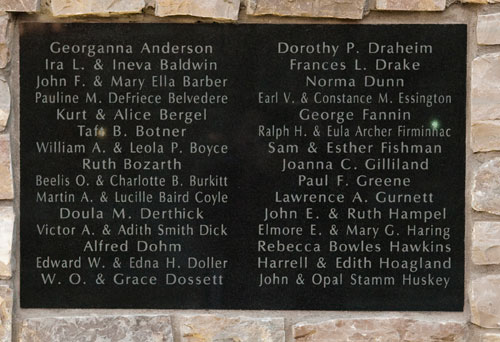 Georganna Anderson
Ira L. & Ineva Baldwin
John F. & Mary Ella Barber
Pauline M. DeFriece Belvedere
Kurt & Alice Bergel
Taft B. Botner
William A. & Leola P. Boyce
Ruth Bozarth
Beelis O. & Charlotte B. Burkitt
Martin A. & Lucille Baird Coyle
Doula M. Derthick
Victor A. & Adith Smith Dick
Alfred Dohm
Edward W. & Edna H. Doller
W. O. & Grace Dossett
Dorothy P. Draheim
Frances L. Drake
Norma Dunn
Earl V. & Constance M. Essington
George Fannin
Ralph H. & Eula Archer Firminhac
Sam & Esther Fishman
Joanna C. Gilliland
Paul F. Greene
Lawrence A. Gurnett
John E. & Ruth Hampel
Elmore E. & Mary G. Haring
Rebecca Bowles Hawkins
Harrell & Edith Hoagland
John & Opal Stamm Huskey